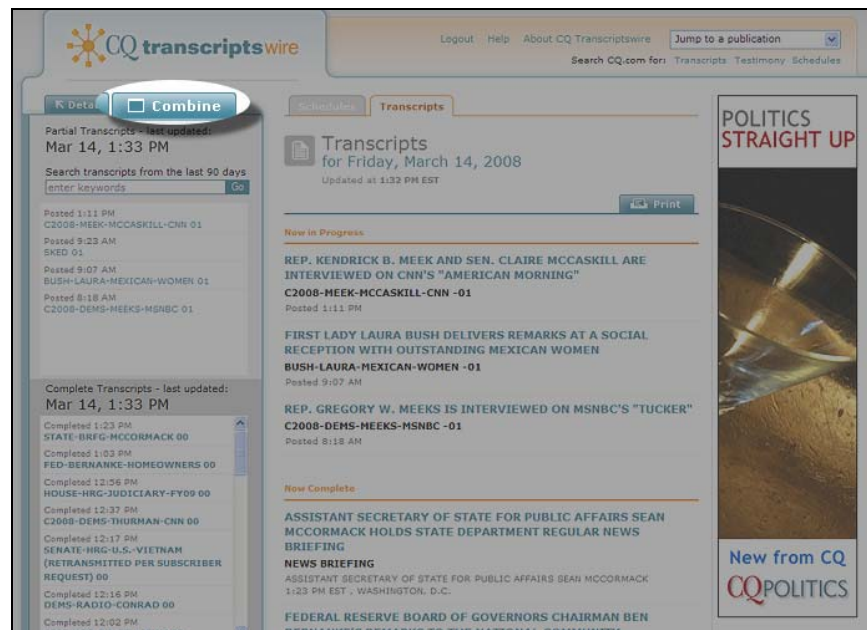 CQ transcriptswire
Logout Help About CQ Transcriptswire Jump to a publication
Search CQ.com for: Transcripts Testimony Schedules
Detac Combine
Partial Transcripts - last updated:
Mar 14, 1:33 PM
Search transcripts from the last 90 days
enter keywords Go
Posted 1:11 PM
C2008-MEEK-MCCASKILL-CNN 01
Posted 9:23 AM
SKED 01
Posted 9:07 AM
BUSH-LAURA-MEXICAN-WOMEN 01
Posted 8:18 AM
C2008-DEMS-MEEKS-MSNBC 01
Complete Transcripts - last updated:
Mar 14, 1:33 PM
Completed 1:23 PM
STATE-BRFG-MCCORMACK 00
Completed 1:03 PM
FED-BERNANKE-HOMEOWNERS 00
Completed 12:56 PM
HOUSE-HRG-JUDICIARY-FY09 00
Completed 12:37 PM
C2008-DEMS-THURMAN-CNN 00
Completed 12:17 PM
SENATE-HRG-U.S.-VIETNAM
(RETRANSMITTED PER SUBSCRIBER
REQUEST) 00
Completed 12:16 PM
DEMS-RADIO-CONRAD 00
Completed 12:02 PM
Schedules Transcripts
Transcripts
for Friday, March 14, 2008
Updated at 1:32 PM EST
Print
Now in Progress
REP. KENDRICK B. MEEK AND SEN. CLAIRE MCCASKILL ARE
INTERVIEWED ON CNN'S "AMERICAN MORNING"
C2008-MEEK-MCCASKILL-CNN -01
Posted 1:11 PM
FIRST LADY LAURA BUSH DELIVERS REMARKS AT A SOCIAL
RECEPTION WITH OUTSTANDING MEXICAN WOMEN
BUSH-LAURA-MEXICAN-WOMEN -01
Posted 9:07 AM
REP. GREGORY W. MEEKS IS INTERVIEWED ON MSNBC'S "TUCKER"
C2008-DEMS-MEEKS-MSNBC -01
Posted 8:18 AM
Now Complete
ASSISTANT SECRETARY OF STATE FOR PUBLIC AFFAIRS SEAN
MCCORMACK HOLDS STATE DEPARTMENT REGULAR NEWS
BRIEFING
NEWS BRIEFING
ASSISTANT SECRETARY OF STATE FOR PUBLIC AFFAIRS SEAN MCCORMACK
1:23 PM EST , WASHINGTON, D.C.
FEDERAL RESERVE BOARD OF GOVERNORS CHAIRMAN BEN
POLITICS
STRAIGHT UP
New from CQ
CQPOLITICS